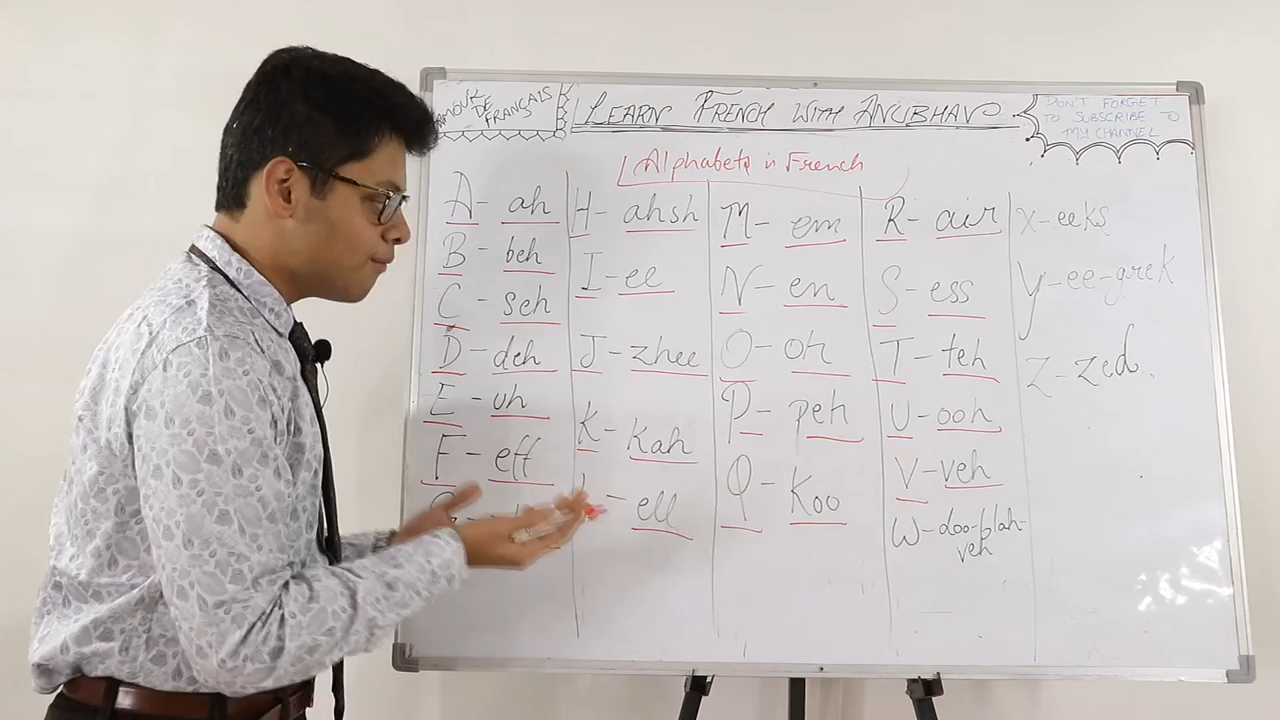 AMOUR
DE
FRANÇAIS
LEARN FRENCH WITH ANUBHAV
DON'T FORGET
TO SUBSCRIBE TO
MY CHANNEL
Alphabets in French
A- ah
B- beh
C- seh
D- deh
E- uh
F- eff
H- ahsh
I- ee
J- zhee
K- Kah
- ell
M- em
N- en
O- oh
P- peh
Q- Koo
R- air
S- ess
T- teh
U- ooh
V- veh
W- doo-blah-
veh
X- eeks
Y- ee-grek
Z- zed.